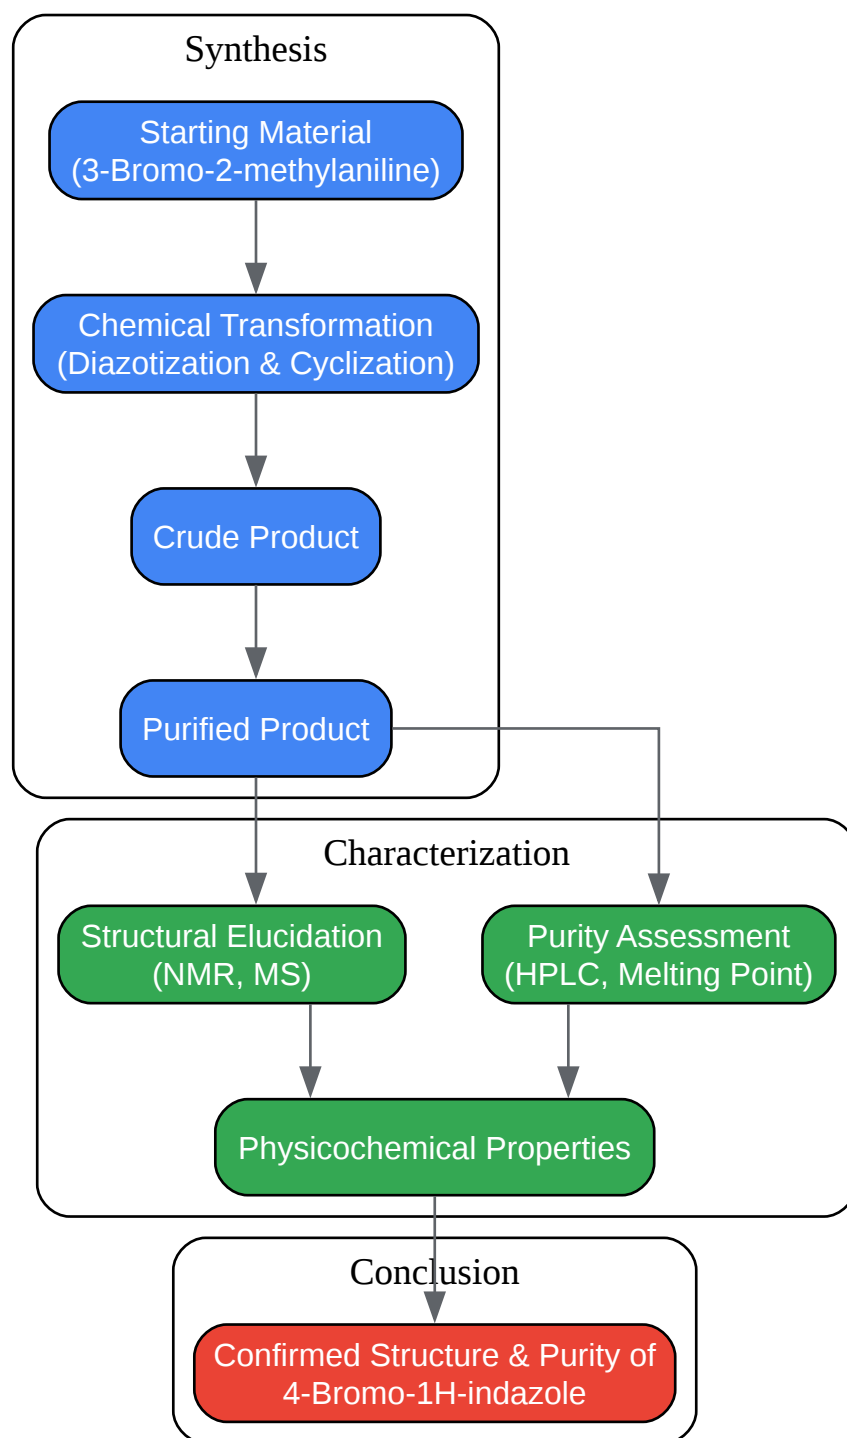 Synthesis
Starting Material
(3-Bromo-2-methylaniline)
Chemical Transformation
(Diazotization & Cyclization)
Crude Product
Purified Product
Characterization
Structural Elucidation
(NMR, MS)
Purity Assessment
(HPLC, Melting Point)
Physicochemical Properties
Conclusion
Confirmed Structure & Purity of
4-Bromo-1H-indazole